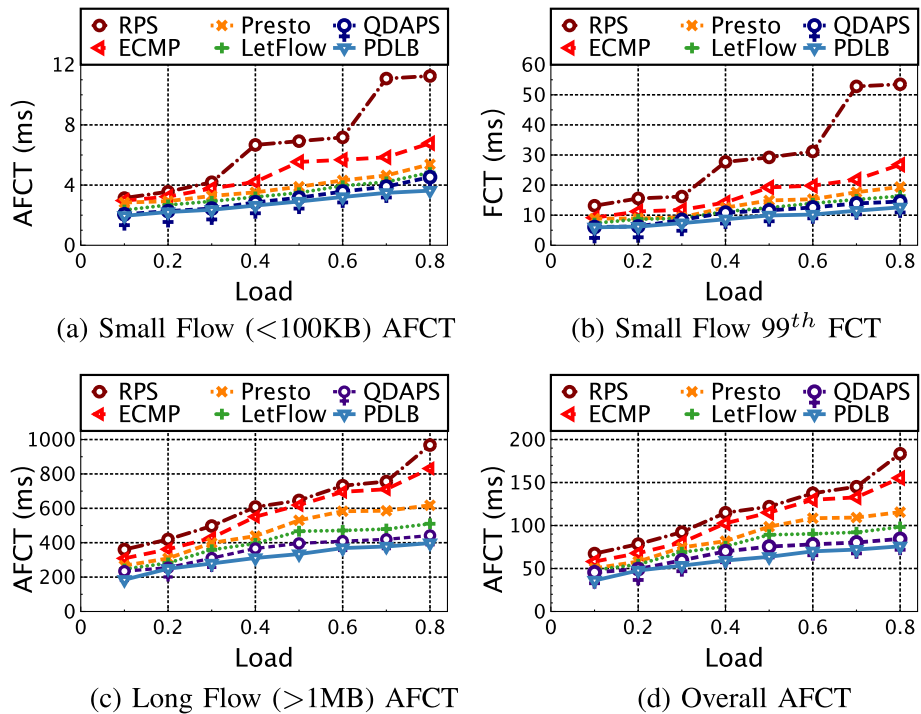 RPS Presto QDAPS
ECMP LetFlow PDLB
12
8
4
0
AFCT (ms)
0 0.2 0.4 0.6 0.8
Load
(a) Small Flow (<100KB) AFCT
RPS Presto QDAPS
ECMP LetFlow PDLB
60
50
40
30
20
10
0
FCT (ms)
0 0.2 0.4 0.6 0.8
Load
(b) Small Flow 99th FCT
RPS Presto QDAPS
ECMP LetFlow PDLB
1000
800
600
400
200
0
AFCT (ms)
0 0.2 0.4 0.6 0.8
Load
(c) Long Flow (>1MB) AFCT
RPS Presto QDAPS
ECMP LetFlow PDLB
200
150
100
50
0
AFCT (ms)
0 0.2 0.4 0.6 0.8
Load
(d) Overall AFCT